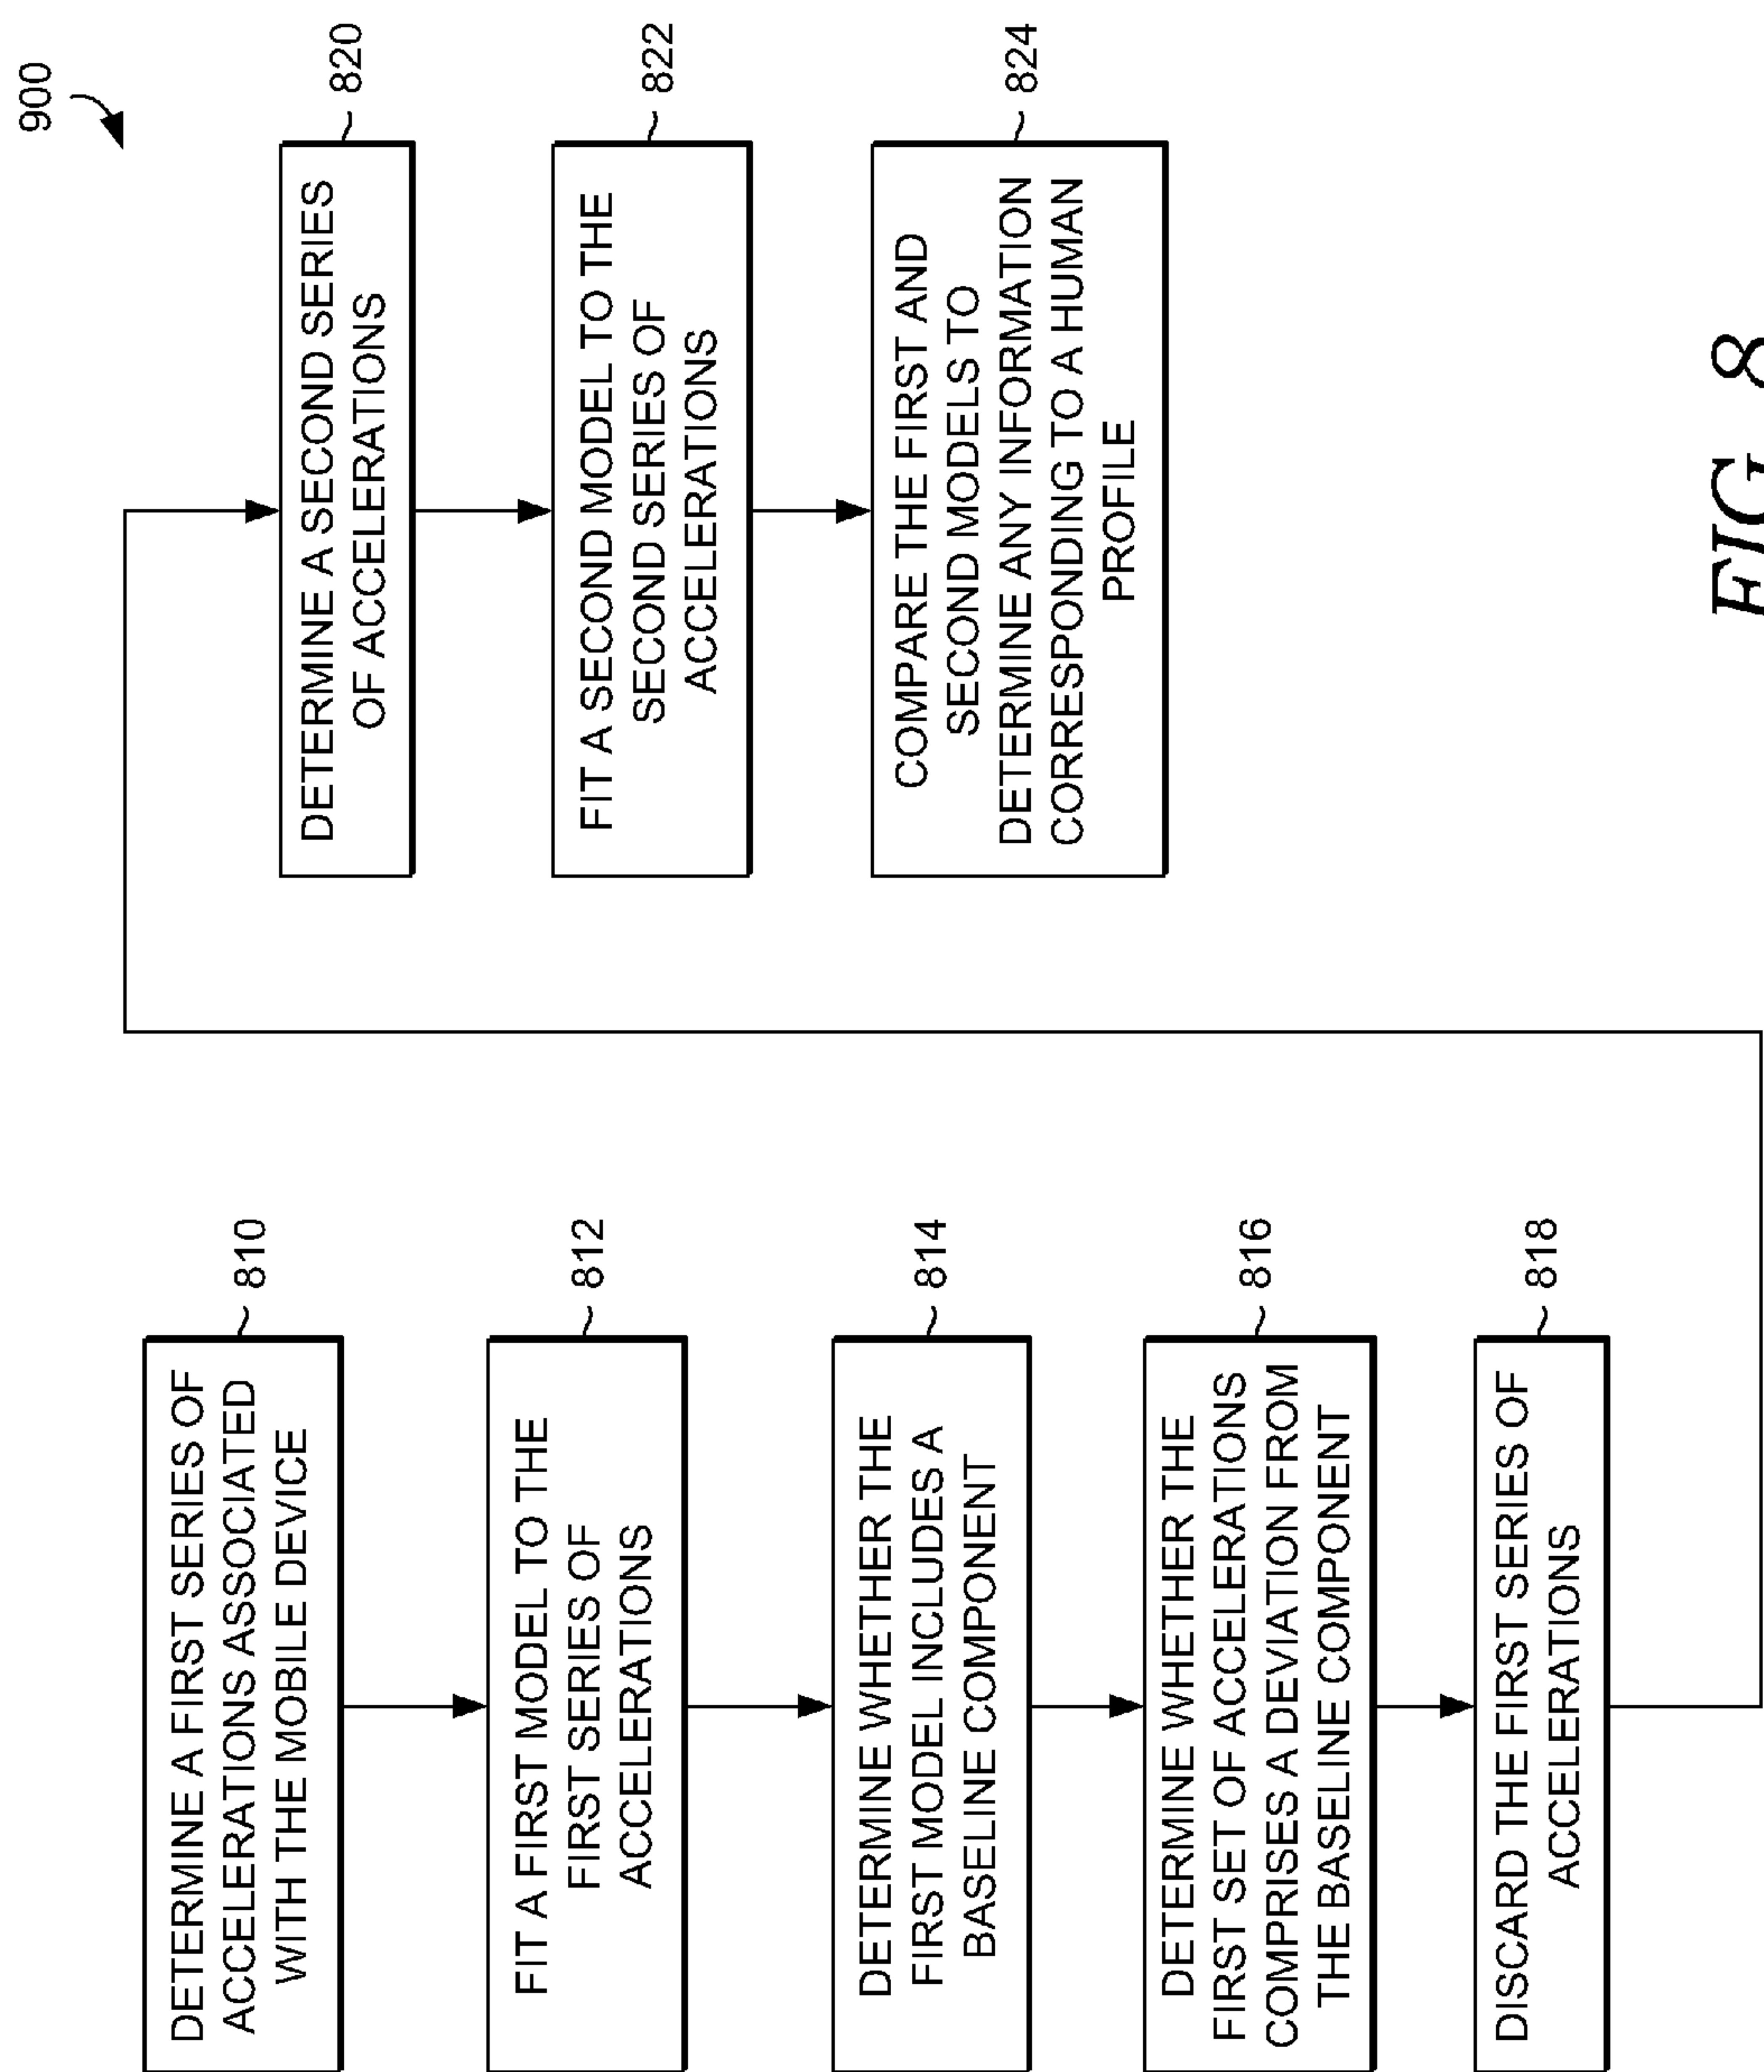 900
DETERMINE A FIRST SERIES OF
ACCELERATIONS ASSOCIATED
WITH THE MOBILE DEVICE
810
FIT A FIRST MODEL TO THE
FIRST SERIES OF
ACCELERATIONS
812
DETERMINE WHETHER THE
FIRST MODEL INCLUDES A
BASELINE COMPONENT
814
DETERMINE WHETHER THE
FIRST SET OF ACCELERATIONS
COMPRISES A DEVIATION FROM
THE BASELINE COMPONENT
816
DISCARD THE FIRST SERIES OF
ACCELERATIONS
818
DETERMINE A SECOND SERIES
OF ACCELERATIONS
820
FIT A SECOND MODEL TO THE
SECOND SERIES OF
ACCELERATIONS
822
COMPARE THE FIRST AND
SECOND MODELS TO
DETERMINE ANY INFORMATION
CORRESPONDING TO A HUMAN
PROFILE
824
FIG. 8